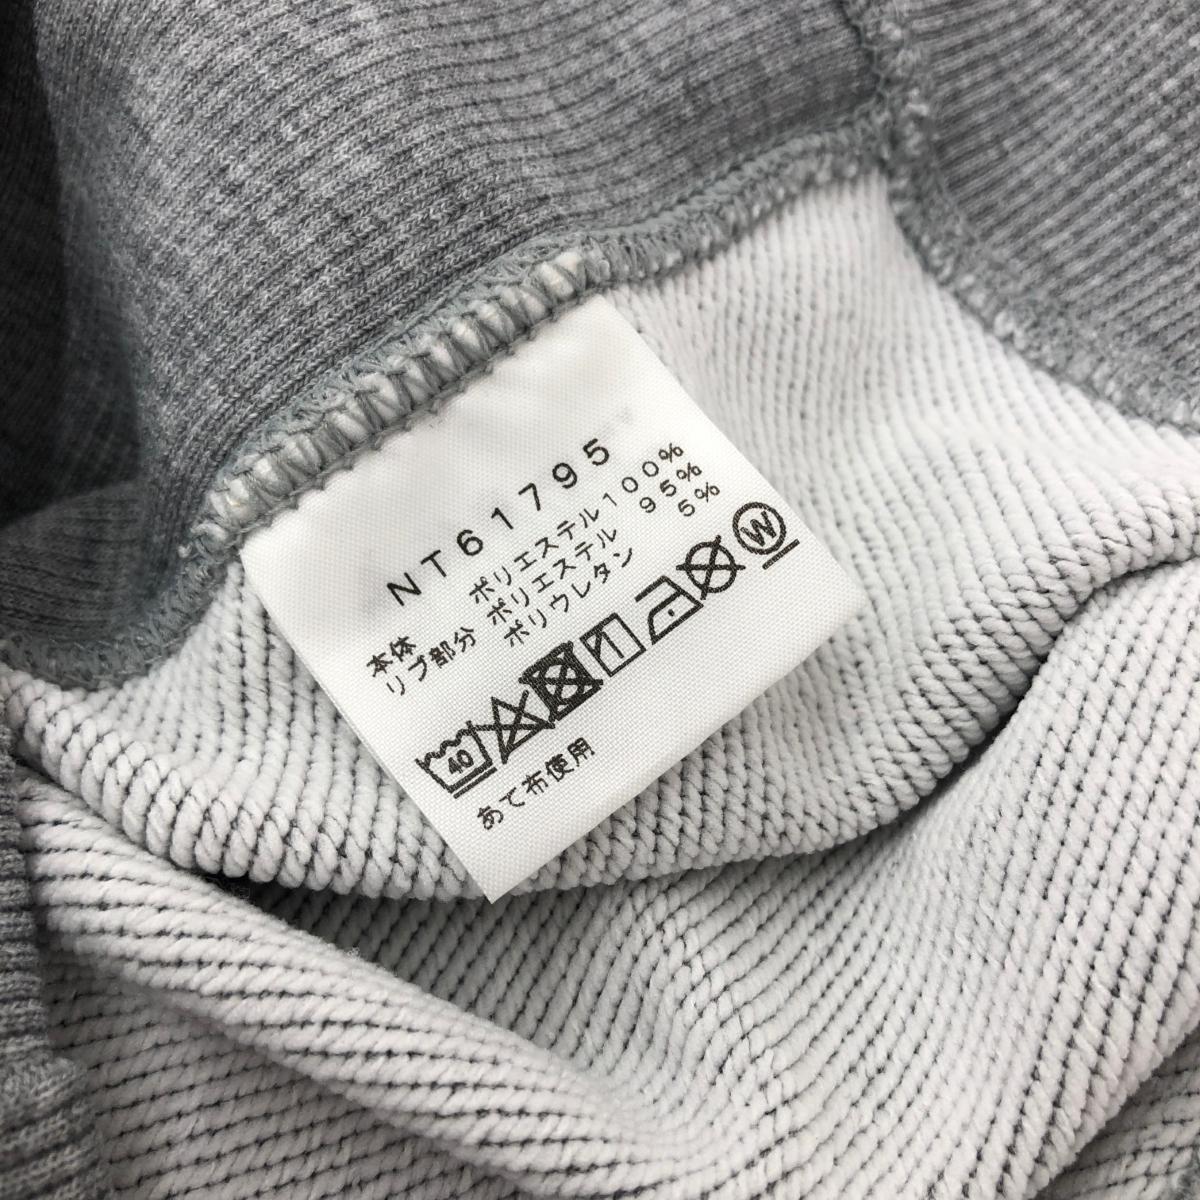 NT61795
本体 ポリエステル100%
リブ部分 ポリエステル 95%
ポリウレタン 5%
40 W
あて布使用